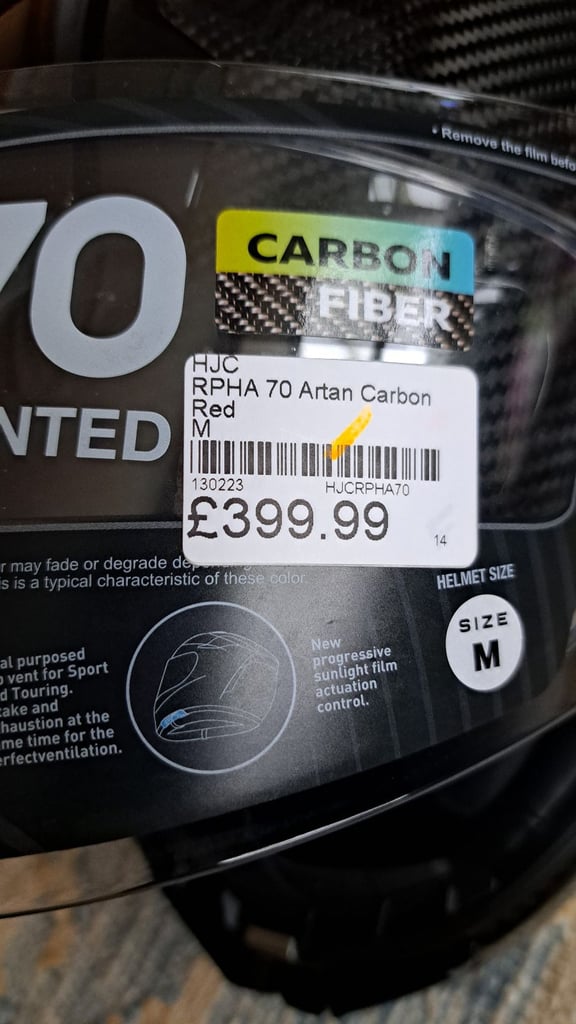 • Remove the film befo
70
CARBON
FIBER
NTED
HJC
RPHA 70 Artan Carbon
Red
M
130223 HJCRPHA70
£399.99
14
r may fade or degrade
s is a typical characteristic of these color.
HELMET SIZE
SIZE
M
al purposed
vent for Sport
d Touring.
take and
haustion at the
me time for the
erfectventilation.
New
progressive
sunlight film
actuation
control.